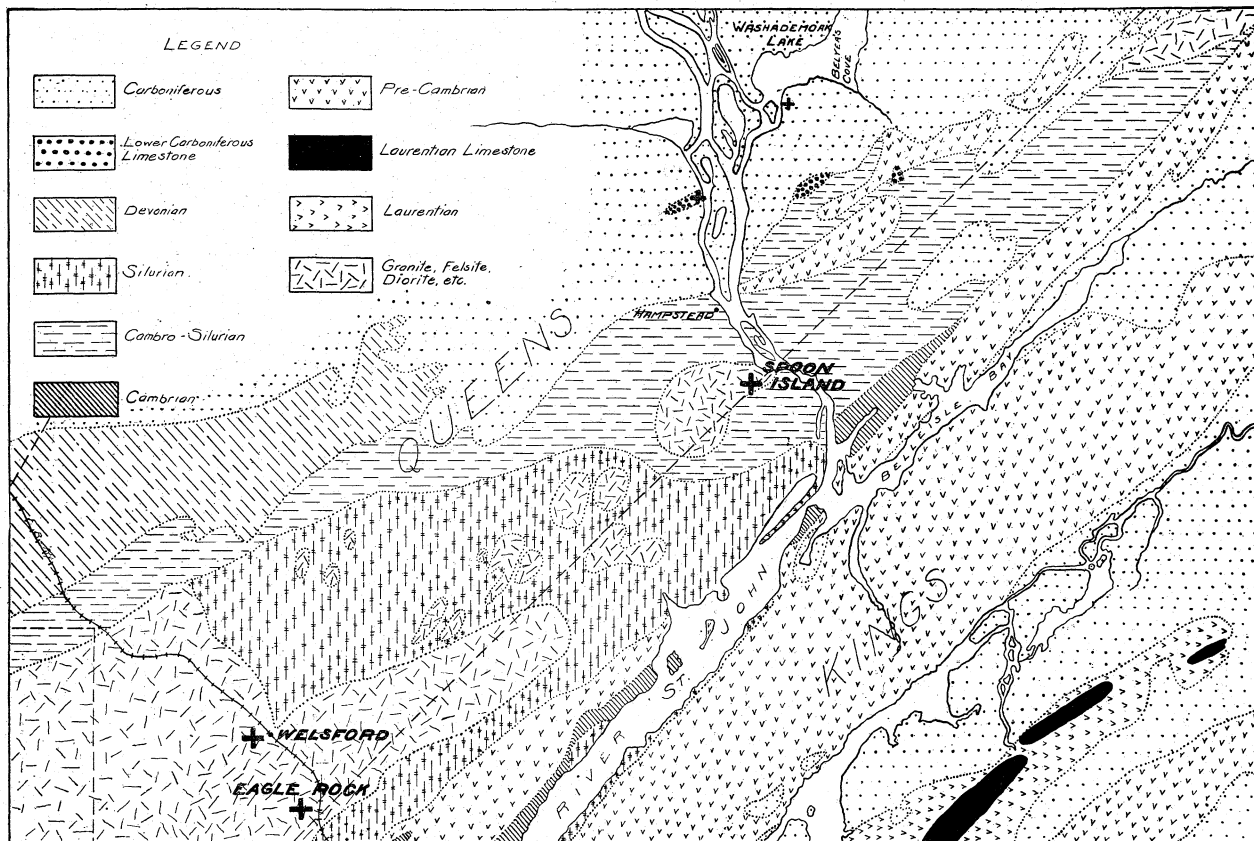 LEGEND
Carboniferous
Lower Carboniferous
Limestone
Devonian
Silurian
Cambro-Silurian
Cambrian
Pre-Cambrian
Laurentian Limestone
Laurentian
Granite, Felsite,
Diorite, etc.
WASHADEMOAK
LAKE
BELYEA'S
COVE
HAMPSTEAD
SPOON
ISLAND
QUEENS
BELLEISLE BAY
KINGS
RIVER ST JOHN
WELSFORD
EAGLE ROCK